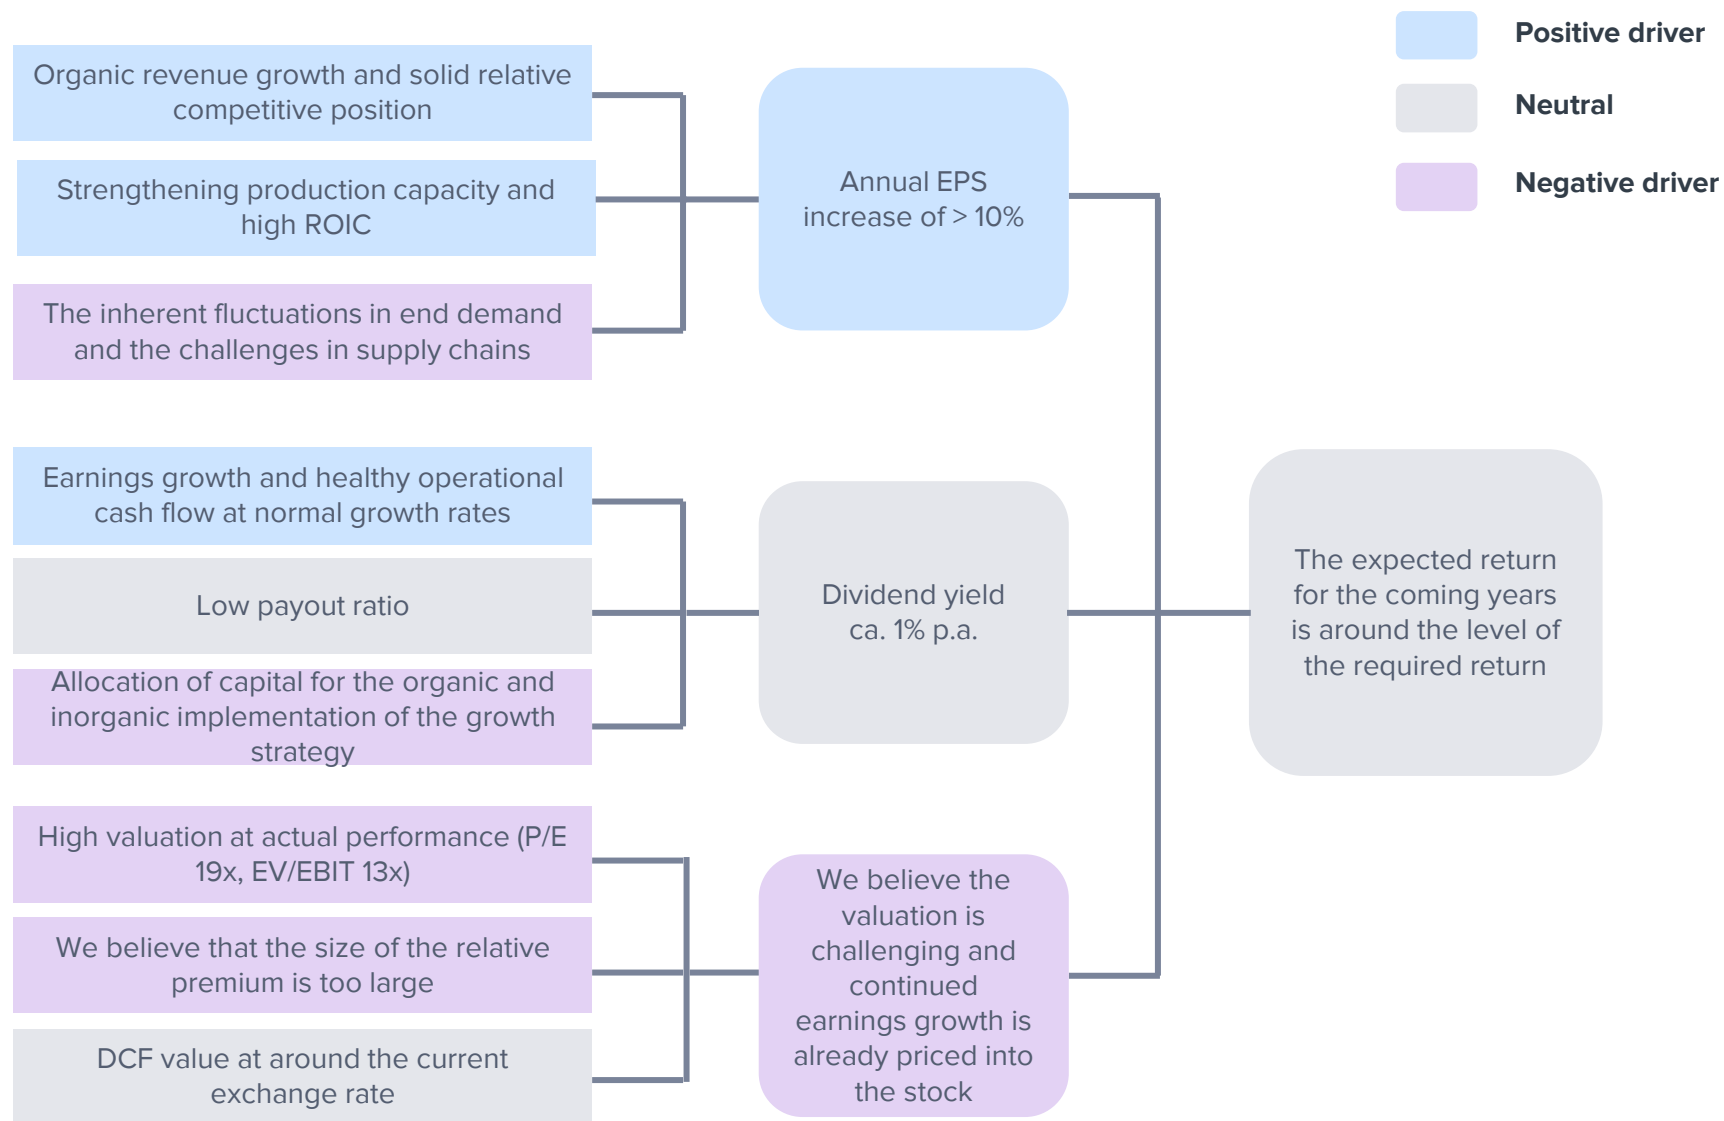 Positive driver
Neutral
Negative driver
Organic revenue growth and solid relative
competitive position
Strengthening production capacity and
high ROIC
The inherent fluctuations in end demand
and the challenges in supply chains
Annual EPS
increase of > 10%
Earnings growth and healthy operational
cash flow at normal growth rates
Low payout ratio
Allocation of capital for the organic and
inorganic implementation of the growth
strategy
Dividend yield
ca. 1% p.a.
High valuation at actual performance (P/E
19x, EV/EBIT 13x)
We believe that the size of the relative
premium is too large
DCF value at around the current
exchange rate
We believe the
valuation is
challenging and
continued
earnings growth is
already priced into
the stock
The expected return
for the coming years
is around the level of
the required return